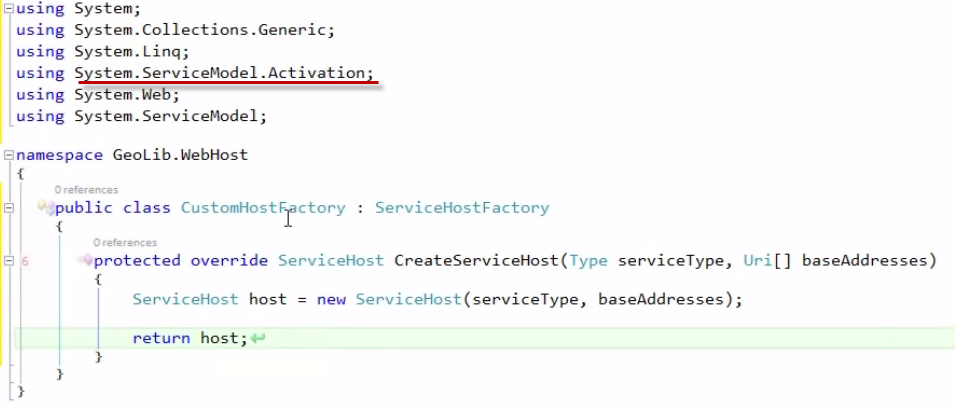 using System;
using System.Collections.Generic;
using System.Linq;
using System.ServiceModel.Activation;
using System.Web;
using System.ServiceModel;
namespace GeoLib.WebHost
{
0 references
public class CustomHostFactory : ServiceHostFactory
{
0 references
6 protected override ServiceHost CreateServiceHost(Type serviceType, Uri[] baseAddresses)
{
ServiceHost host = new ServiceHost(serviceType, baseAddresses);
return host;
}
}
}